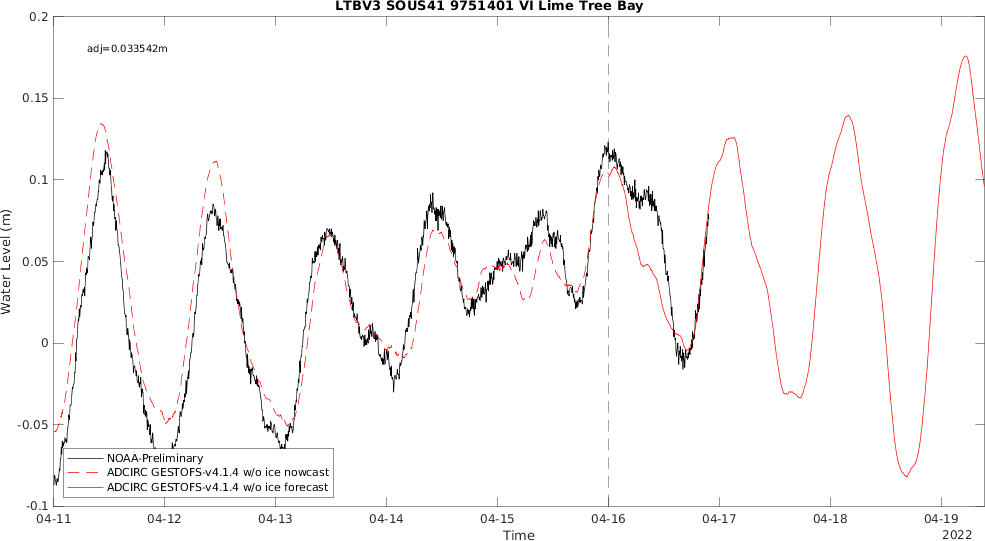 LTBV3 SOUS41 9751401 VI Lime Tree Bay
adj=0.033542m
0.2
0.15
0.1
0.05
0
-0.05
-0.1
Water Level (m)
NOAA-Preliminary
ADCIRC GESTOFS-v4.1.4 w/o ice nowcast
ADCIRC GESTOFS-v4.1.4 w/o ice forecast
04-11 04-12 04-13 04-14 04-15 04-16 04-17 04-18 04-19
Time
2022